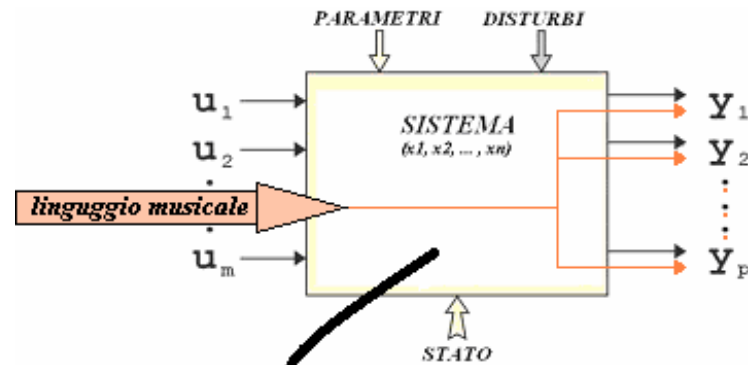 PARAMETRI DISTURBI
u1 y1
SISTEMA
(x1, x2, ... , xn)
u2 y2
linguggio musicale
um yp
STATO